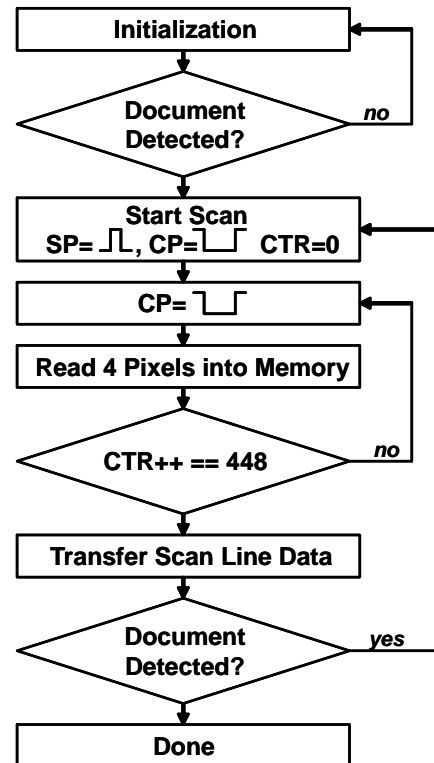 Initialization
Document
Detected?
no
Start Scan
SP= , CP= CTR=0
CP=
Read 4 Pixels into Memory
CTR++ == 448
no
Transfer Scan Line Data
Document
Detected?
yes
Done